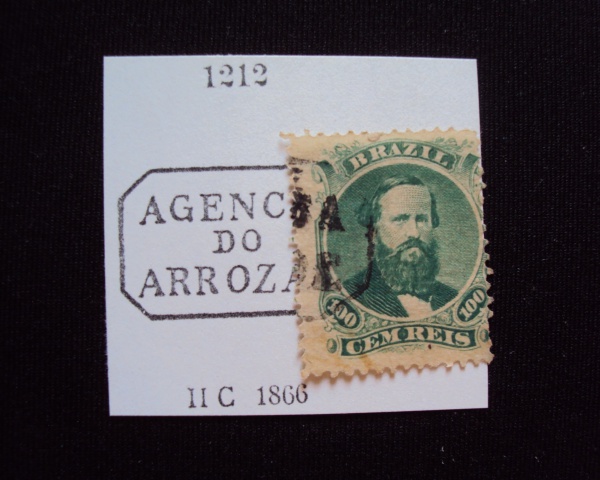 1212
AGENCIA
DO
ARROZAL
II C 1866
BRAZIL
100 100
CEM REIS